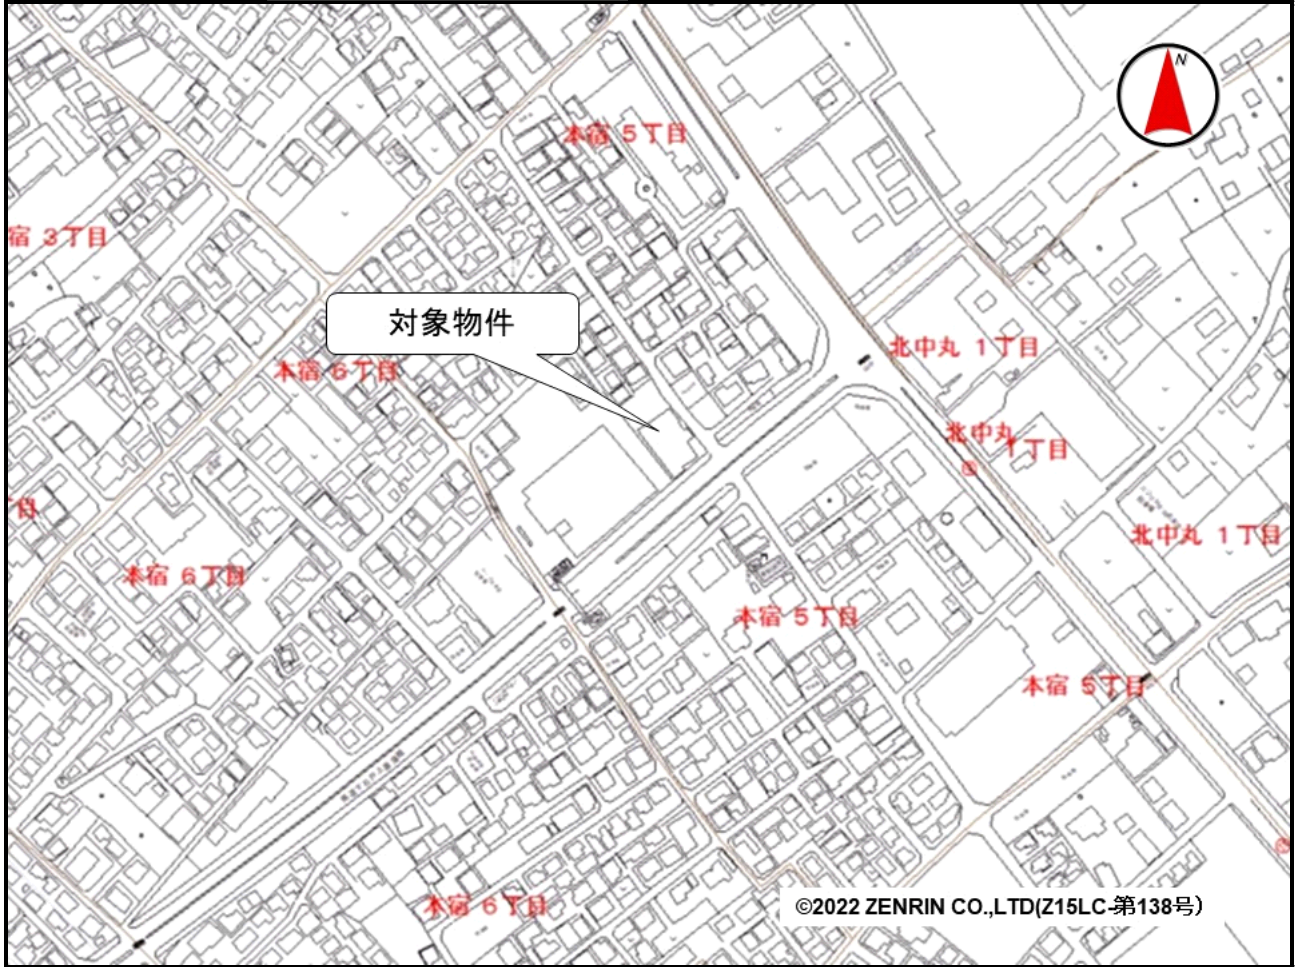 N
本宿 5丁目
宿 3丁目
対象物件
北中丸 1丁目
本宿 6丁目
北中丸
1丁目
丁目
北中丸 1丁目
本宿 6丁目
本宿 5丁目
本宿 5丁目
本宿 6丁目
©2022 ZENRIN CO.,LTD(Z15LC-第138号)